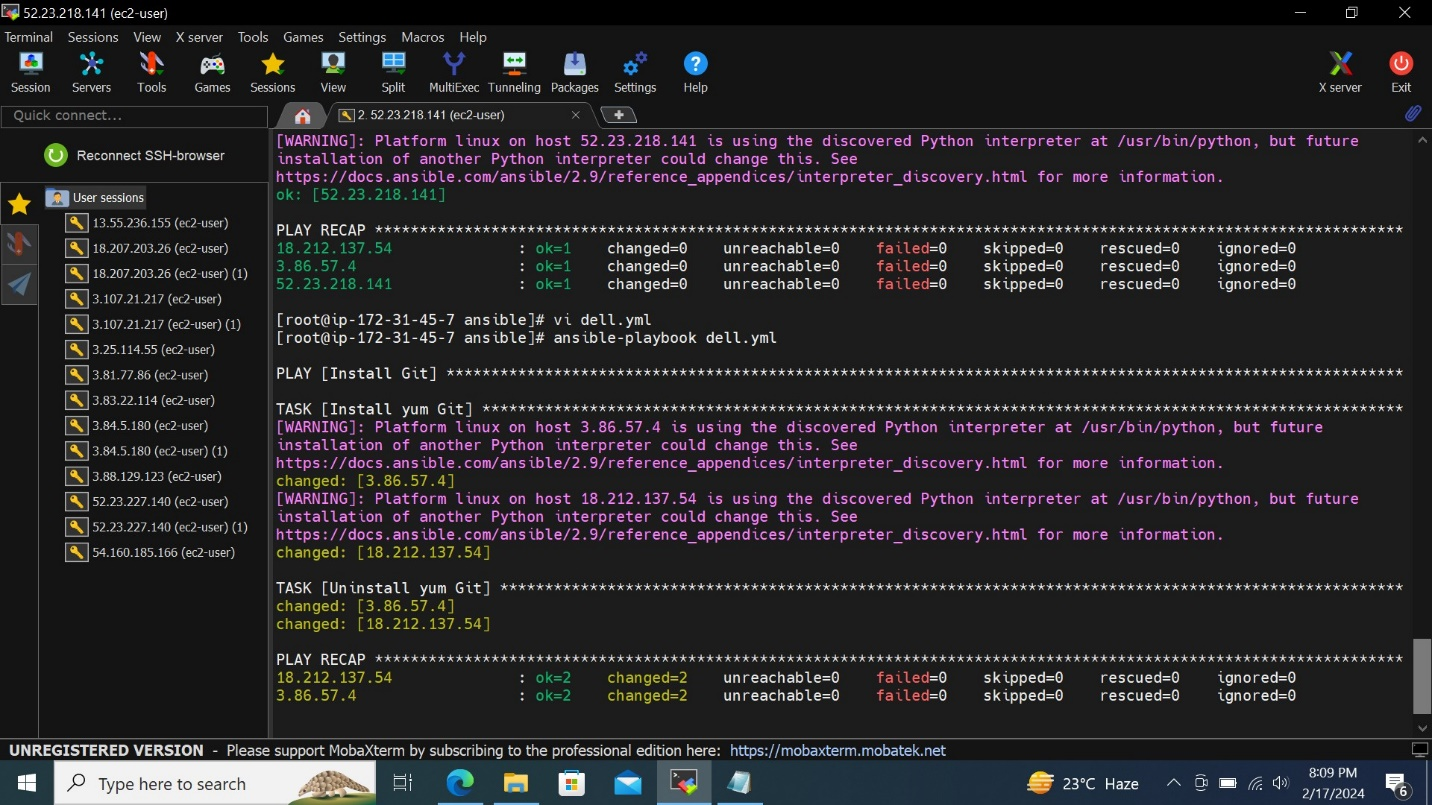 52.23.218.141 (ec2-user)
Terminal Sessions View X server Tools Games Settings Macros Help
Session Servers Tools Games Sessions View Split MultiExec Tunneling Packages Settings Help X server Exit
Quick connect...
2. 52.23.218.141 (ec2-user)
Reconnect SSH-browser
User sessions
13.55.236.155 (ec2-user)
18.207.203.26 (ec2-user)
18.207.203.26 (ec2-user) (1)
3.107.21.217 (ec2-user)
3.107.21.217 (ec2-user) (1)
3.25.114.55 (ec2-user)
3.81.77.86 (ec2-user)
3.83.22.114 (ec2-user)
3.84.5.180 (ec2-user)
3.84.5.180 (ec2-user) (1)
3.88.129.123 (ec2-user)
52.23.227.140 (ec2-user)
52.23.227.140 (ec2-user) (1)
54.160.185.166 (ec2-user)
[WARNING]: Platform linux on host 52.23.218.141 is using the discovered Python interpreter at /usr/bin/python, but future
installation of another Python interpreter could change this. See
https://docs.ansible.com/ansible/2.9/reference_appendices/interpreter_discovery.html for more information.
ok: [52.23.218.141]
PLAY RECAP ******************************************************************************************************************
18.212.137.54 : ok=1 changed=0 unreachable=0 failed=0 skipped=0 rescued=0 ignored=0
3.86.57.4 : ok=1 changed=0 unreachable=0 failed=0 skipped=0 rescued=0 ignored=0
52.23.218.141 : ok=1 changed=0 unreachable=0 failed=0 skipped=0 rescued=0 ignored=0
[root@ip-172-31-45-7 ansible]# vi dell.yml
[root@ip-172-31-45-7 ansible]# ansible-playbook dell.yml
PLAY [Install Git] **********************************************************************************************************
TASK [Install yum Git] ******************************************************************************************************
[WARNING]: Platform linux on host 3.86.57.4 is using the discovered Python interpreter at /usr/bin/python, but future
installation of another Python interpreter could change this. See
https://docs.ansible.com/ansible/2.9/reference_appendices/interpreter_discovery.html for more information.
changed: [3.86.57.4]
[WARNING]: Platform linux on host 18.212.137.54 is using the discovered Python interpreter at /usr/bin/python, but future
installation of another Python interpreter could change this. See
https://docs.ansible.com/ansible/2.9/reference_appendices/interpreter_discovery.html for more information.
changed: [18.212.137.54]
TASK [Uninstall yum Git] ****************************************************************************************************
changed: [3.86.57.4]
changed: [18.212.137.54]
PLAY RECAP ******************************************************************************************************************
18.212.137.54 : ok=2 changed=2 unreachable=0 failed=0 skipped=0 rescued=0 ignored=0
3.86.57.4 : ok=2 changed=2 unreachable=0 failed=0 skipped=0 rescued=0 ignored=0
UNREGISTERED VERSION - Please support MobaXterm by subscribing to the professional edition here: https://mobaxterm.mobatek.net
Type here to search
23°C Haze
8:09 PM
2/17/2024
6